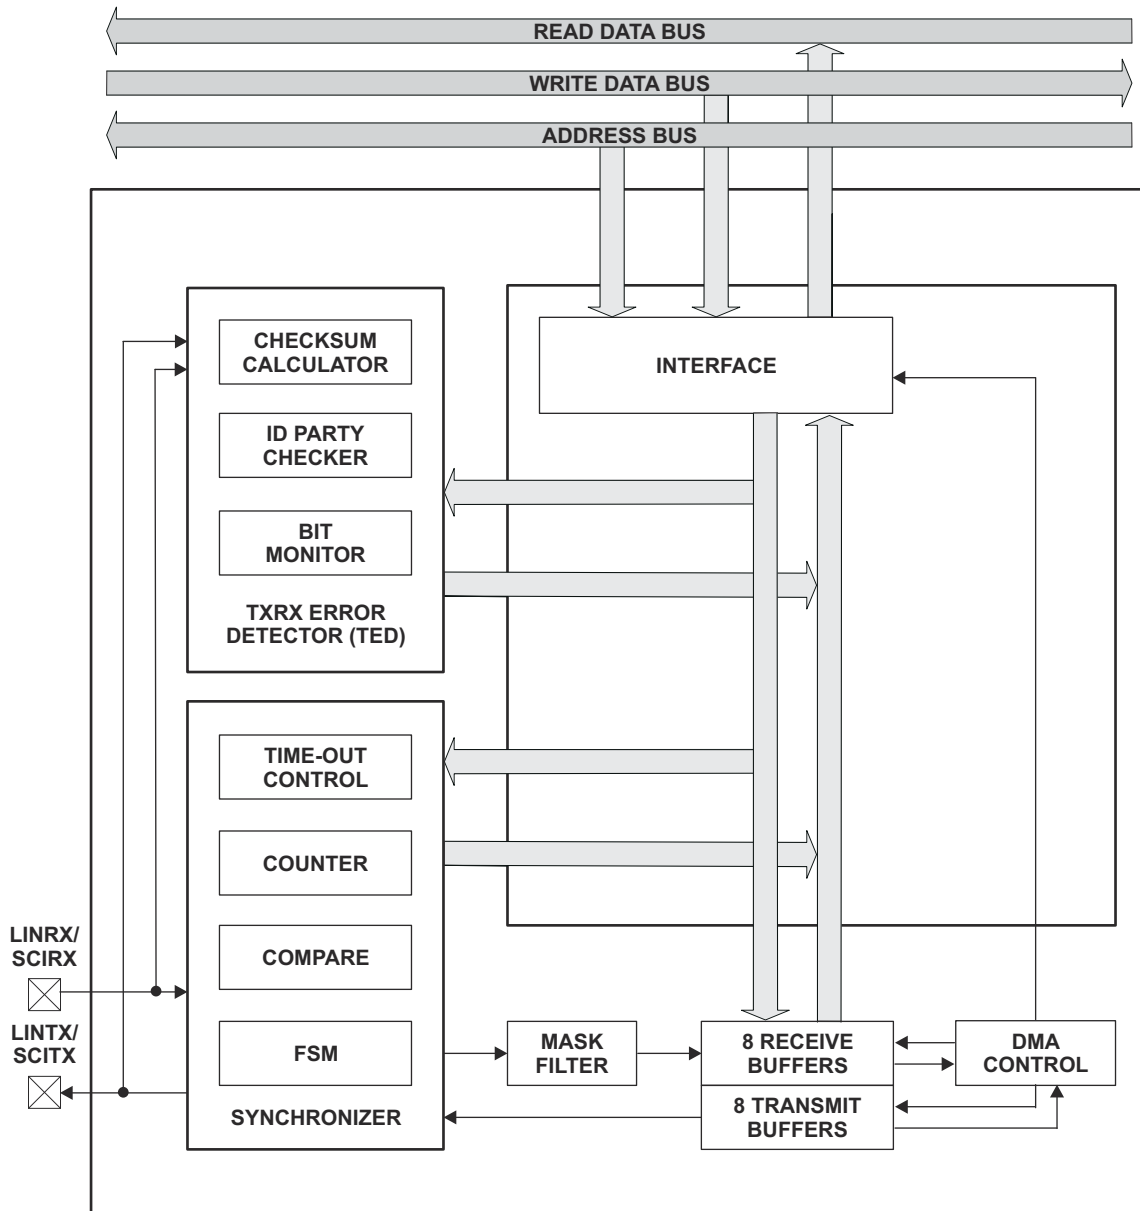 READ DATA BUS
WRITE DATA BUS
ADDRESS BUS
CHECKSUM
CALCULATOR
INTERFACE
ID PARTY
CHECKER
BIT
MONITOR
TXRX ERROR
DETECTOR (TED)
TIME-OUT
CONTROL
COUNTER
COMPARE
LINRX/
SCIRX
LINTX/
SCITX
FSM
SYNCHRONIZER
MASK
FILTER
8 RECEIVE
BUFFERS
8 TRANSMIT
BUFFERS
DMA
CONTROL